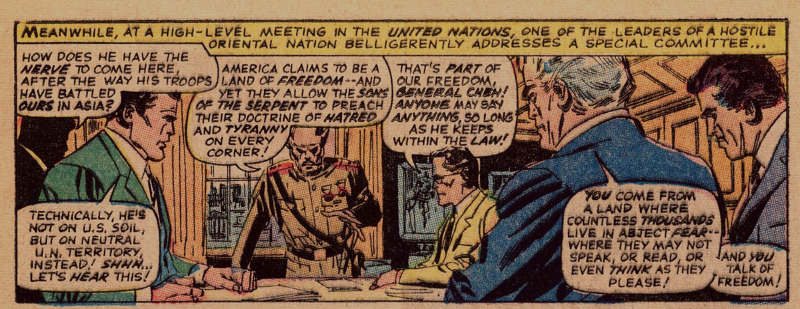 MEANWHILE, AT A HIGH-LEVEL MEETING IN THE UNITED NATIONS, ONE OF THE LEADERS OF A HOSTILE
ORIENTAL NATION BELLIGERENTLY ADDRESSES A SPECIAL COMMITTEE...
HOW DOES HE HAVE THE
NERVE TO COME HERE,
AFTER THE WAY HIS TROOPS
HAVE BATTLED
OURS IN ASIA?
TECHNICALLY, HE'S
NOT ON U.S. SOIL,
BUT ON NEUTRAL
U.N. TERRITORY,
INSTEAD! SHHH...
LET'S HEAR THIS!
AMERICA CLAIMS TO BE A
LAND OF FREEDOM--AND
YET THEY ALLOW THE SONS
OF THE SERPENT TO PREACH
THEIR DOCTRINE OF HATRED
AND TYRANNY
ON EVERY
CORNER!
THAT'S PART OF
OUR FREEDOM,
GENERAL CHEN!
ANYONE MAY SAY
ANYTHING, SO LONG
AS HE KEEPS
WITHIN THE LAW!
YOU COME FROM
A LAND WHERE
COUNTLESS THOUSANDS
LIVE IN ABJECT FEAR--
WHERE THEY MAY NOT
SPEAK, OR READ, OR
EVEN THINK AS THEY
PLEASE!
AND YOU
TALK OF
FREEDOM!